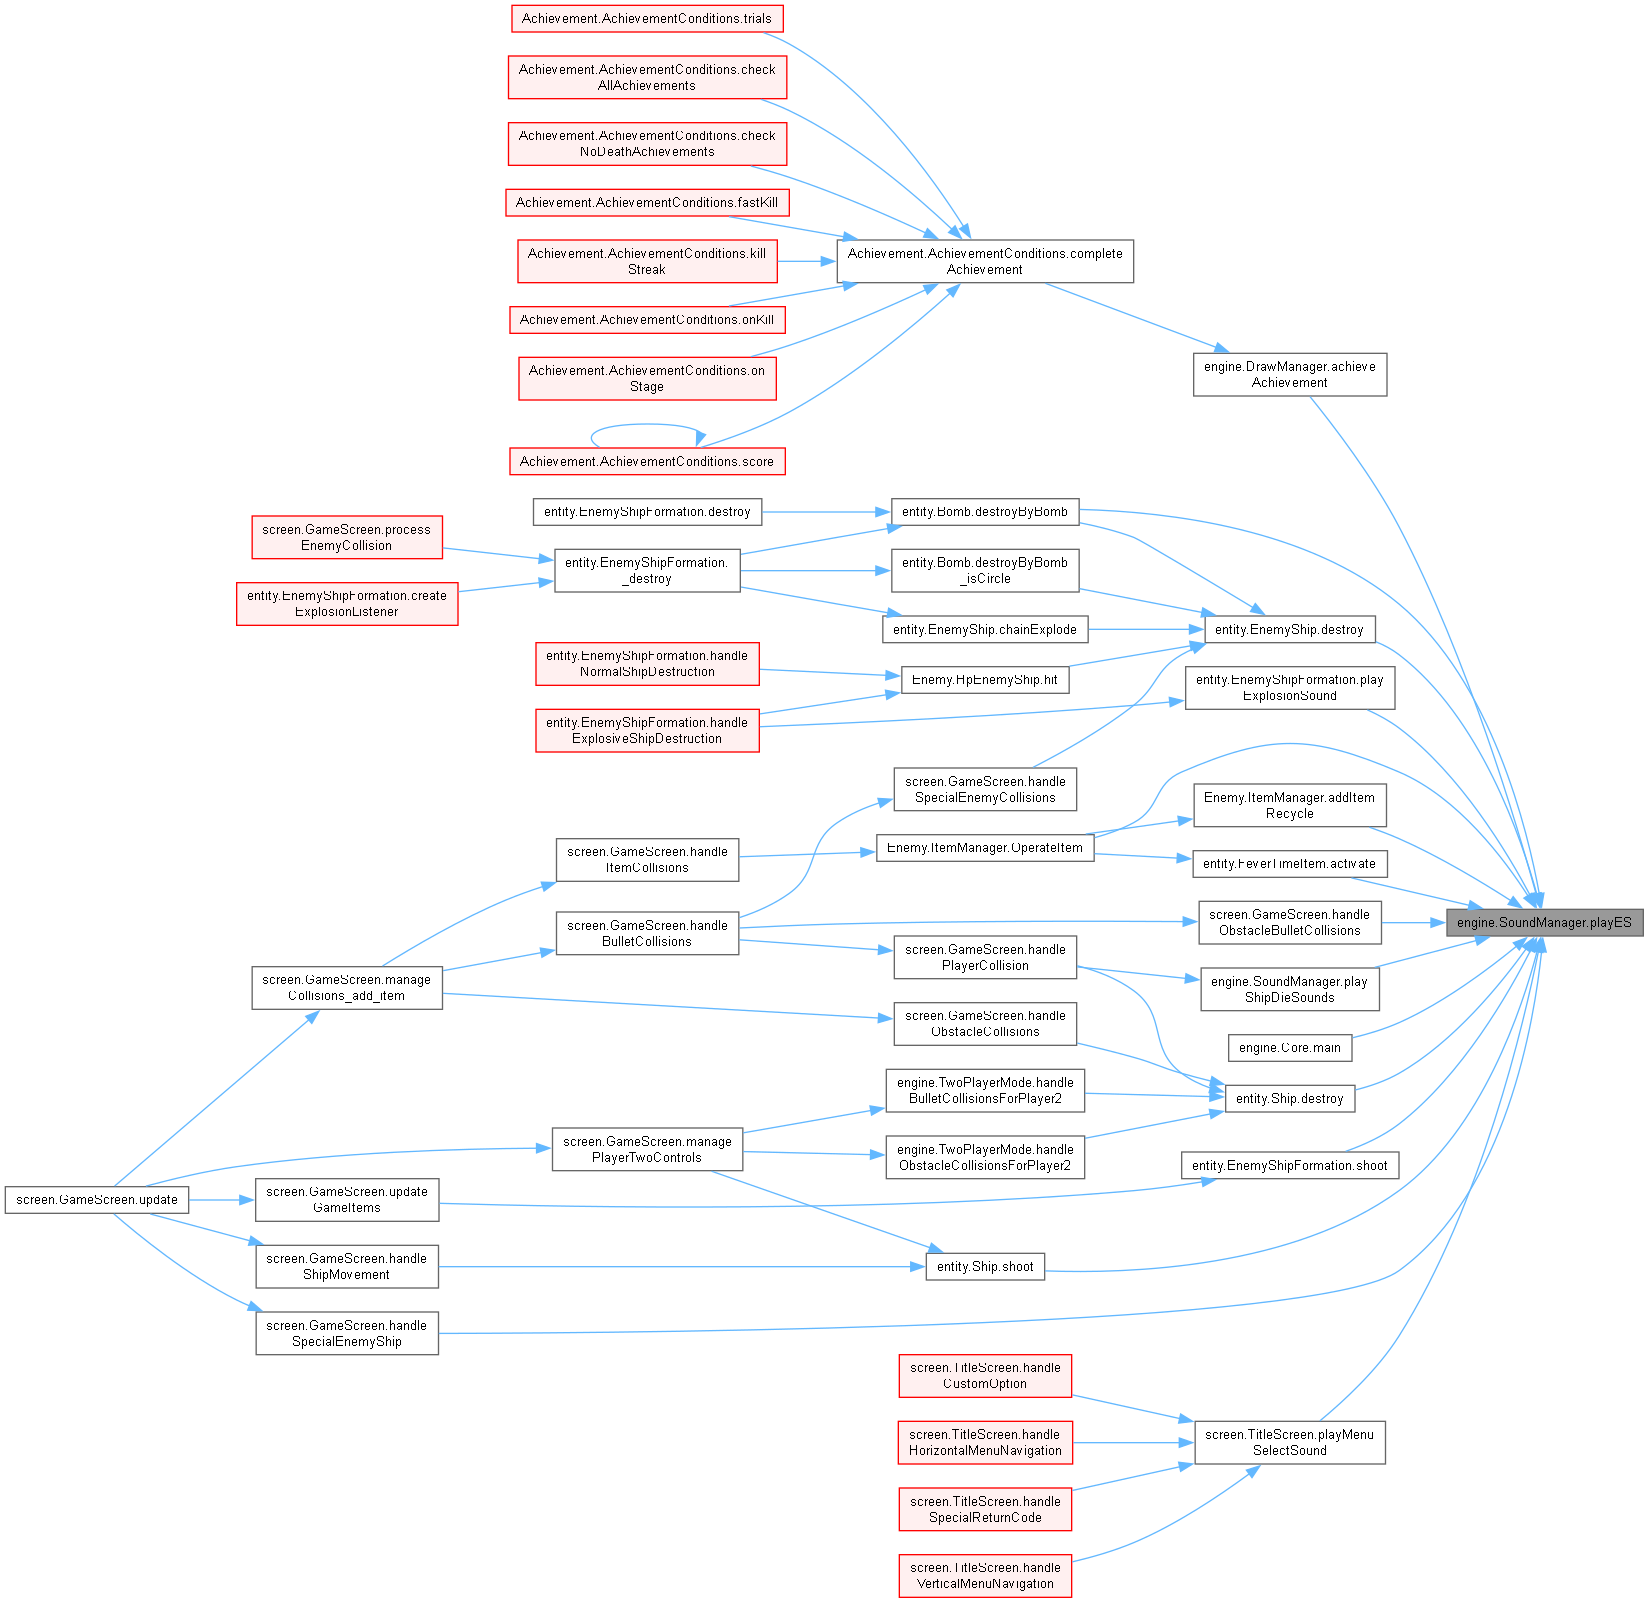 Achievement.AchievementConditions.trials
Achievement.AchievementConditions.check
AllAchievements
Achievement.AchievementConditions.check
NoDeathAchievements
Achievement.AchievementConditions.fastKill
Achievement.AchievementConditions.kill
Streak
Achievement.AchievementConditions.onKill
Achievement.AchievementConditions.on
Stage
Achievement.AchievementConditions.score
Achievement.AchievementConditions.complete
Achievement
engine.DrawManager.achieve
Achievement
entity.EnemyShipFormation.destroy
entity.Bomb.destroyByBomb
screen.GameScreen.process
EnemyCollision
entity.EnemyShipFormation.
_destroy
entity.Bomb.destroyByBomb
_isCircle
entity.EnemyShipFormation.create
ExplosionListener
entity.EnemyShip.chainExplode
entity.EnemyShip.destroy
entity.EnemyShipFormation.handle
NormalShipDestruction
Enemy.HpEnemyShip.hit
entity.EnemyShipFormation.play
ExplosionSound
entity.EnemyShipFormation.handle
ExplosiveShipDestruction
screen.GameScreen.handle
SpecialEnemyCollisions
Enemy.ItemManager.addItem
Recycle
screen.GameScreen.handle
ItemCollisions
Enemy.ItemManager.OperateItem
entity.FeverTimeItem.activate
screen.GameScreen.handle
BulletCollisions
screen.GameScreen.handle
ObstacleBulletCollisions
engine.SoundManager.playES
screen.GameScreen.handle
PlayerCollision
screen.GameScreen.manage
Collisions_add_item
engine.SoundManager.play
ShipDieSounds
screen.GameScreen.handle
ObstacleCollisions
engine.Core.main
engine.TwoPlayerMode.handle
BulletCollisionsForPlayer2
entity.Ship.destroy
screen.GameScreen.manage
PlayerTwoControls
engine.TwoPlayerMode.handle
ObstacleCollisionsForPlayer2
entity.EnemyShipFormation.shoot
screen.GameScreen.update
screen.GameScreen.update
GameItems
screen.GameScreen.handle
ShipMovement
entity.Ship.shoot
screen.GameScreen.handle
SpecialEnemyShip
screen.TitleScreen.handle
CustomOption
screen.TitleScreen.handle
HorizontalMenuNavigation
screen.TitleScreen.playMenu
SelectSound
screen.TitleScreen.handle
SpecialReturnCode
screen.TitleScreen.handle
VerticalMenuNavigation